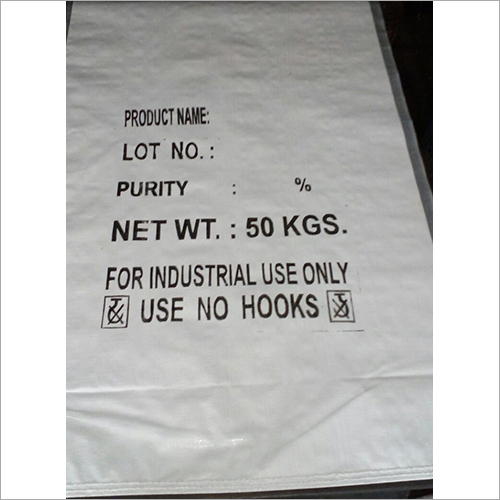 PRODUCT NAME:
LOT NO. :
PURITY : %
NET WT. : 50 KGS.
FOR INDUSTRIAL USE ONLY
USE NO HOOKS